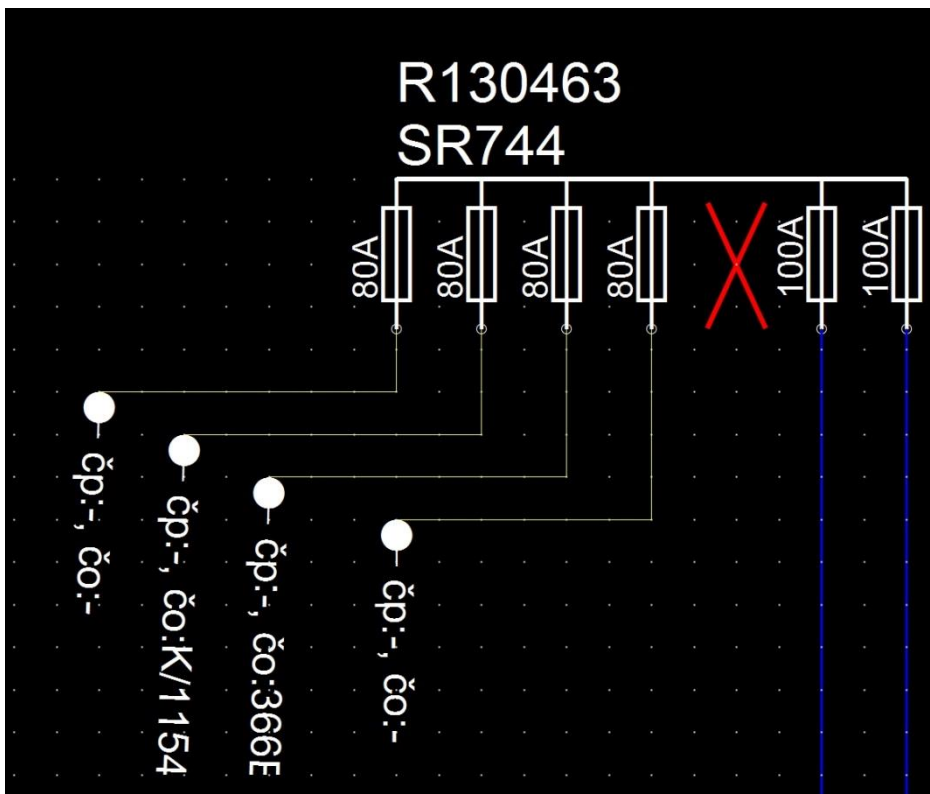 R130463
SR744
80A
80A
80A
80A
100A
100A
čp:-, čo:-
čp:-, čo:K/1154
čp:-, čo:366E
čp:-, čo:-